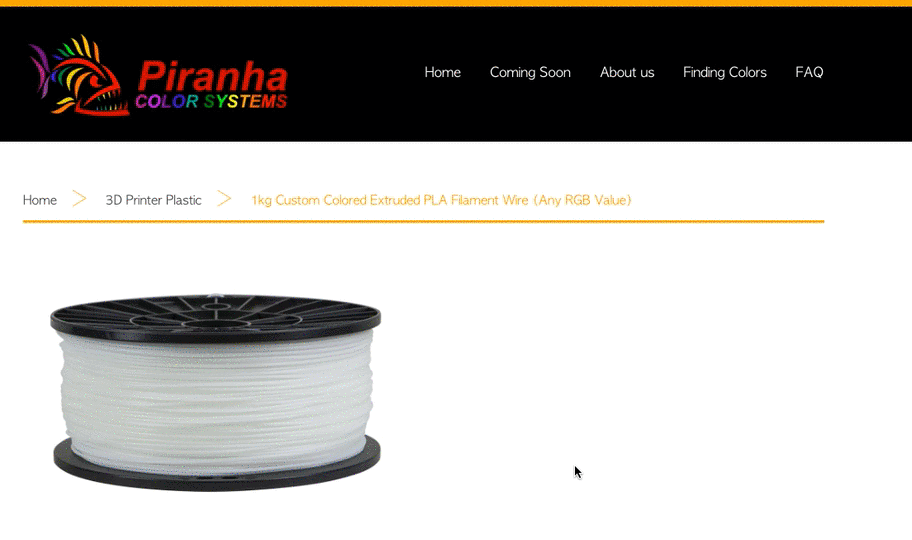 Piranha
COLOR SYSTEMS
Home Coming Soon About us Finding Colors FAQ
Home > 3D Printer Plastic > 1kg Custom Colored Extruded PLA Filament Wire (Any RGB Value)